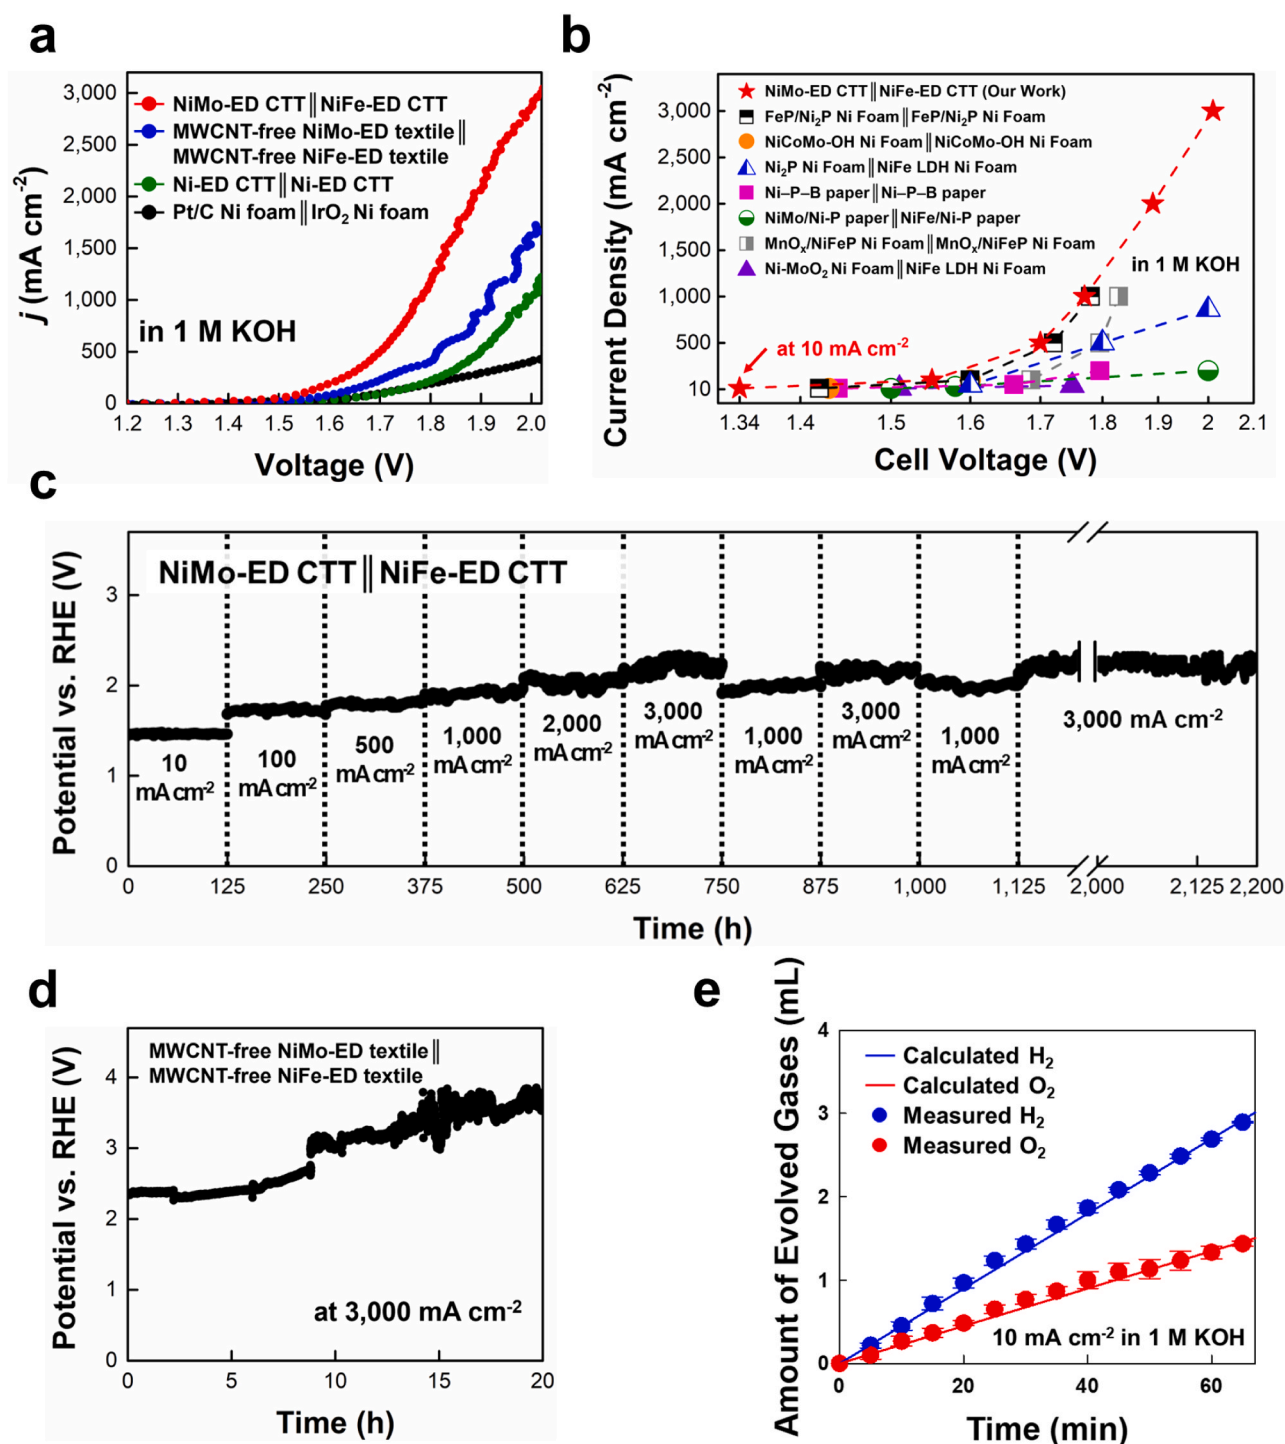 a
j (mA cm⁻²)
3,000
2,500
2,000
1,500
1,000
500
0
NiMo-ED CTT‖NiFe-ED CTT
MWCNT-free NiMo-ED textile‖
MWCNT-free NiFe-ED textile
Ni-ED CTT‖Ni-ED CTT
Pt/C Ni foam‖IrO₂ Ni foam
in 1 M KOH
1.2 1.3 1.4 1.5 1.6 1.7 1.8 1.9 2.0
Voltage (V)
b
Current Density (mA cm⁻²)
3,000
2,500
2,000
1,500
1,000
500
10
NiMo-ED CTT‖NiFe-ED CTT (Our Work)
FeP/Ni₂P Ni Foam‖FeP/Ni₂P Ni Foam
NiCoMo-OH Ni Foam‖NiCoMo-OH Ni Foam
Ni₂P Ni Foam‖NiFe LDH Ni Foam
Ni–P–B paper‖Ni–P–B paper
NiMo/Ni-P paper‖NiFe/Ni-P paper
MnOₓ/NiFeP Ni Foam‖MnOₓ/NiFeP Ni Foam
Ni-MoO₂ Ni Foam‖NiFe LDH Ni Foam
in 1 M KOH
at 10 mA cm⁻²
1.34 1.4 1.5 1.6 1.7 1.8 1.9 2 2.1
Cell Voltage (V)
c
Potential vs. RHE (V)
3
2
1
0
NiMo-ED CTT‖NiFe-ED CTT
10
mA cm⁻²
100
mA cm⁻²
500
mA cm⁻²
1,000
mA cm⁻²
2,000
mA cm⁻²
3,000
mA cm⁻²
1,000
mA cm⁻²
3,000
mA cm⁻²
1,000
mA cm⁻²
3,000 mA cm⁻²
0 125 250 375 500 625 750 875 1,000 1,125 2,000 2,125 2,200
Time (h)
d
Potential vs. RHE (V)
4
3
2
1
0
MWCNT-free NiMo-ED textile‖
MWCNT-free NiFe-ED textile
at 3,000 mA cm⁻²
0 5 10 15 20
Time (h)
e
Amount of Evolved Gases (mL)
4
3
2
1
0
Calculated H₂
Calculated O₂
Measured H₂
Measured O₂
10 mA cm⁻² in 1 M KOH
0 20 40 60
Time (min)